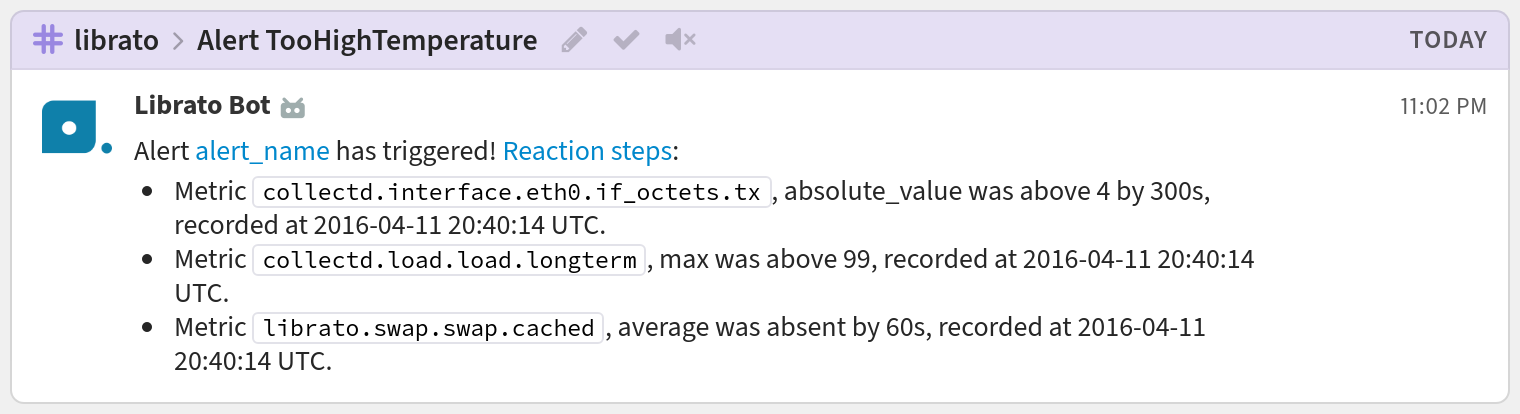 # librato > Alert TooHighTemperature TODAY
Librato Bot 11:02 PM
Alert alert_name has triggered! Reaction steps:
• Metric collectd.interface.eth0.if_octets.tx, absolute_value was above 4 by 300s,
recorded at 2016-04-11 20:40:14 UTC.
• Metric collectd.load.load.longterm, max was above 99, recorded at 2016-04-11 20:40:14
UTC.
• Metric librato.swap.swap.cached, average was absent by 60s, recorded at 2016-04-11
20:40:14 UTC.